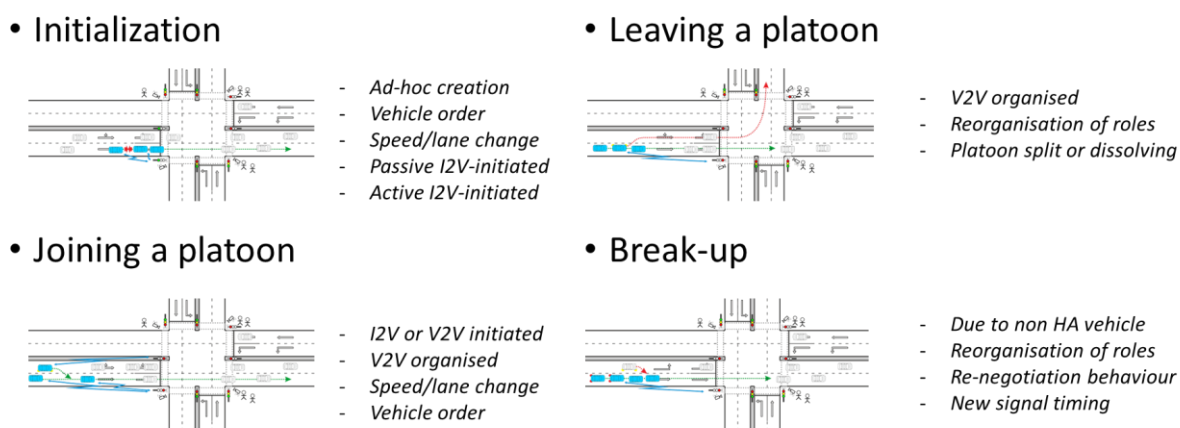 • Initialization
- Ad-hoc creation
- Vehicle order
- Speed/lane change
- Passive I2V-initiated
- Active I2V-initiated
• Leaving a platoon
- V2V organised
- Reorganisation of roles
- Platoon split or dissolving
• Joining a platoon
- I2V or V2V initiated
- V2V organised
- Speed/lane change
- Vehicle order
• Break-up
- Due to non HA vehicle
- Reorganisation of roles
- Re-negotiation behaviour
- New signal timing